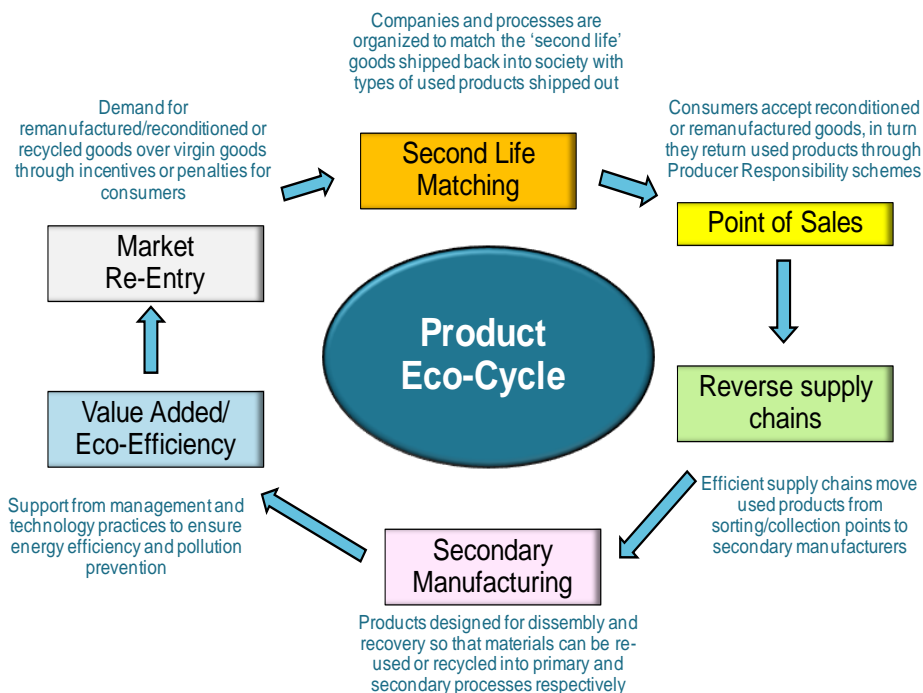 Companies and processes are
organized to match the ‘second life’
goods shipped back into society with
types of used products shipped out
Demand for
remanufactured/reconditioned or
recycled goods over virgin goods
through incentives or penalties for
consumers
Consumers accept reconditioned
or remanufactured goods, in turn
they return used products through
Producer Responsibility schemes
Second Life
Matching
Point of Sales
Market
Re-Entry
Product
Eco-Cycle
Value Added/
Eco-Efficiency
Reverse supply
chains
Support from management and
technology practices to ensure
energy efficiency and pollution
prevention
Efficient supply chains move
used products from
sorting/collection points to
secondary manufacturers
Secondary
Manufacturing
Products designed for dissembly and
recovery so that materials can be re-
used or recycled into primary and
secondary processes respectively